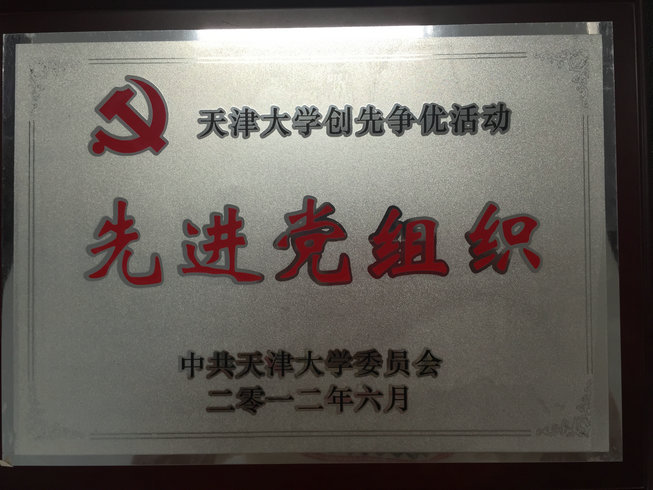 天津大学创先争优活动
先进党组织
中共天津大学委员会
二零一二年六月